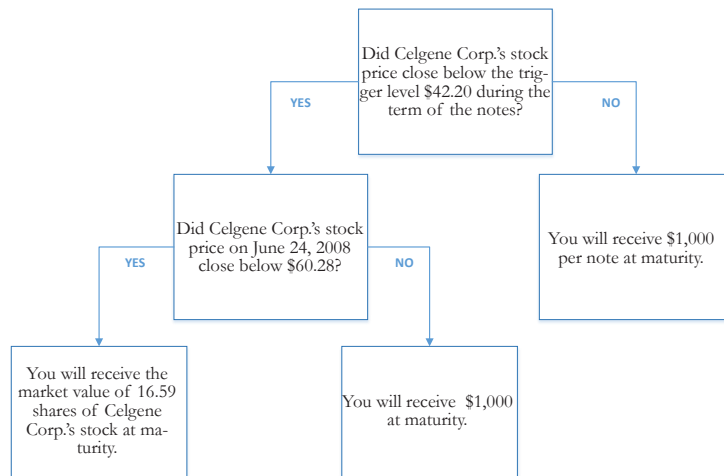 Did Celgene Corp.'s stock
price close below the trig-
ger level $42.20 during the
term of the notes?
YES
NO
Did Celgene Corp.'s stock
price on June 24, 2008
close below $60.28?
You will receive $1,000
per note at maturity.
YES
NO
You will receive the
market value of 16.59
shares of Celgene
Corp.'s stock at ma-
turity.
You will receive $1,000
at maturity.